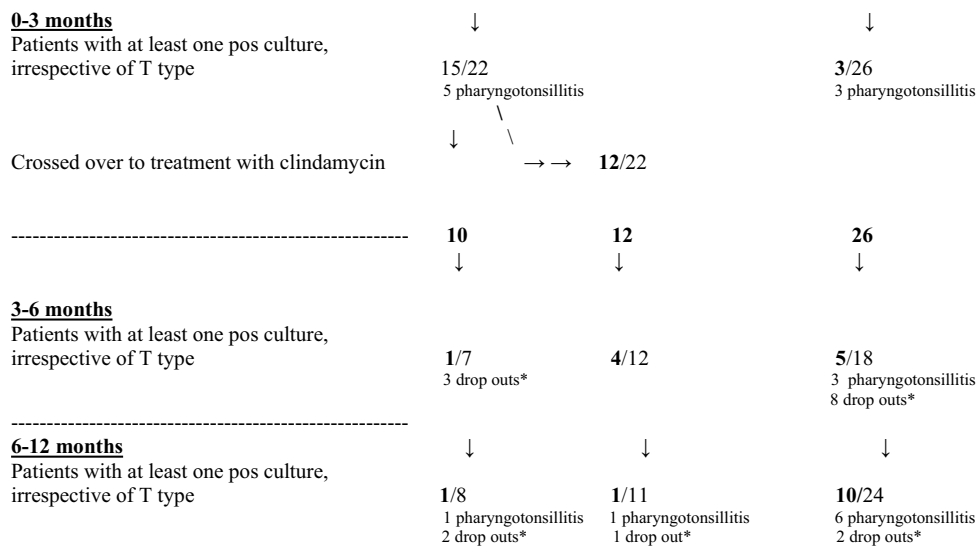 0-3 months ↓ ↓
Patients with at least one pos culture,
irrespective of T type 15/22 3/26
5 pharyngotonsillitis 3 pharyngotonsillitis
\
↓ \
Crossed over to treatment with clindamycin → → 12/22
-------------------------------------------------------- 10 12 26
↓ ↓ ↓
3-6 months
Patients with at least one pos culture,
irrespective of T type 1/7 4/12 5/18
3 drop outs* 3 pharyngotonsillitis
8 drop outs*
--------------------------------------------------------
6-12 months ↓ ↓ ↓
Patients with at least one pos culture,
irrespective of T type 1/8 1/11 10/24
1 pharyngotonsillitis 1 pharyngotonsillitis 6 pharyngotonsillitis
2 drop outs* 1 drop out* 2 drop outs*